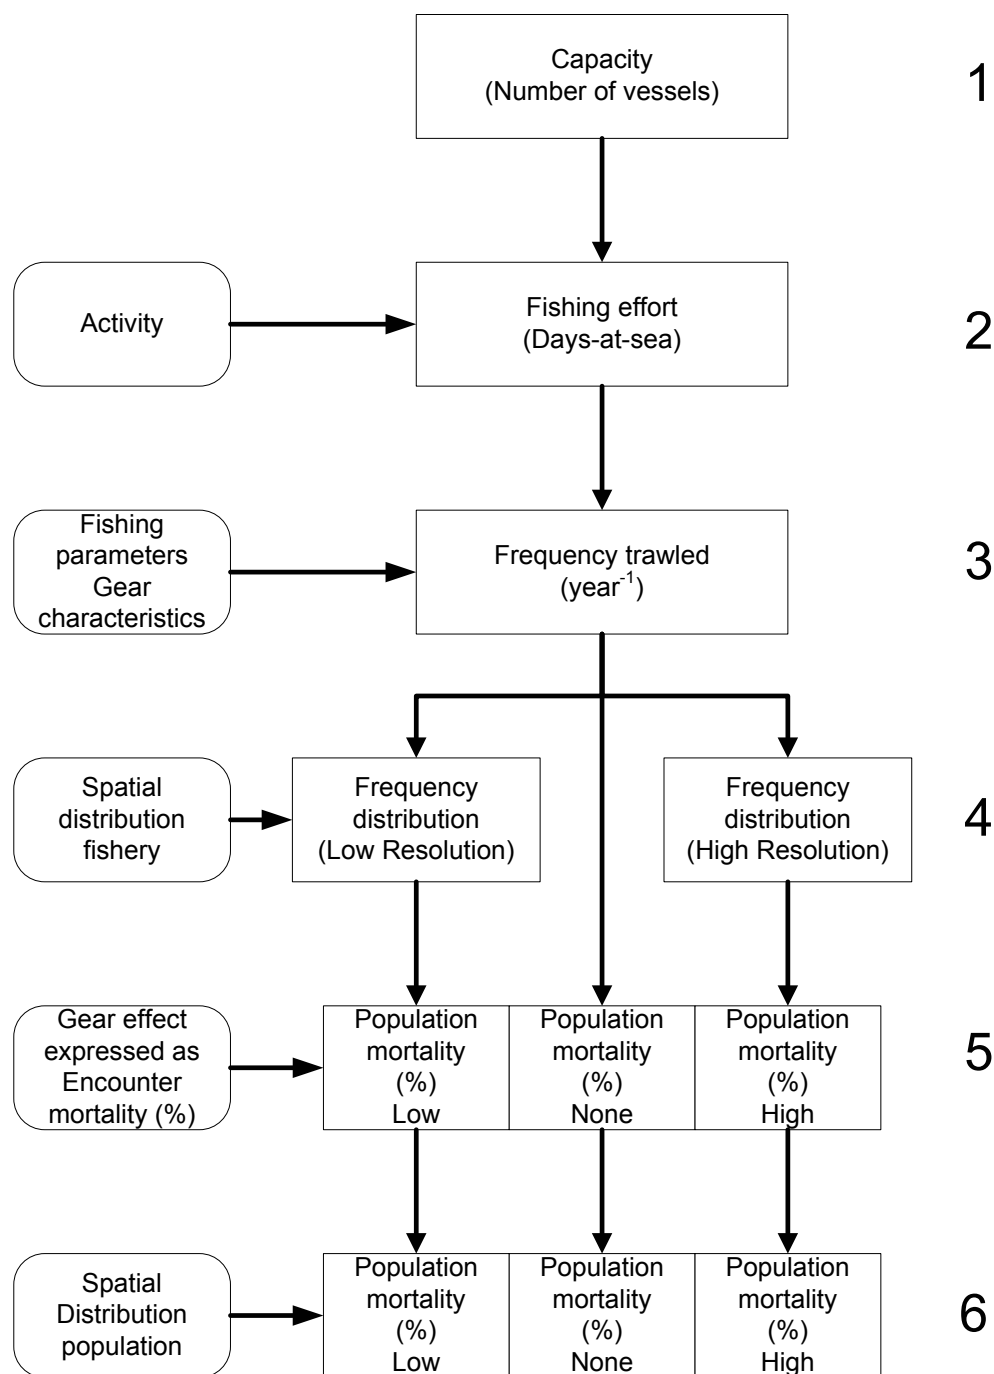 Capacity
(Number of vessels)
1
Activity
Fishing effort
(Days-at-sea)
2
Fishing
parameters
Gear
characteristics
Frequency trawled
(year⁻¹)
3
Spatial
distribution
fishery
Frequency
distribution
(Low Resolution)
Frequency
distribution
(High Resolution)
4
Gear effect
expressed as
Encounter
mortality (%)
Population
mortality
(%)
Low
Population
mortality
(%)
None
Population
mortality
(%)
High
5
Spatial
Distribution
population
Population
mortality
(%)
Low
Population
mortality
(%)
None
Population
mortality
(%)
High
6